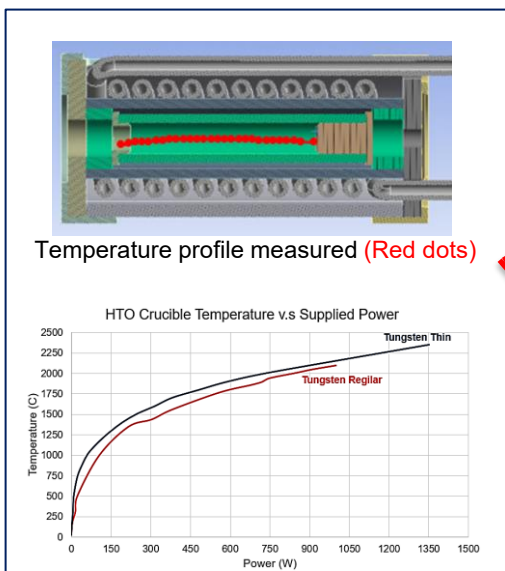 Temperature profile measured (Red dots)
HTO Crucible Temperature v.s Supplied Power
2500
2250
2000
1750
1500
1250
1000
750
500
250
0
Temperature (C)
Tungsten Thin
Tungsten Regilar
0 150 300 450 600 750 900 1050 1200 1350 1500
Power (W)